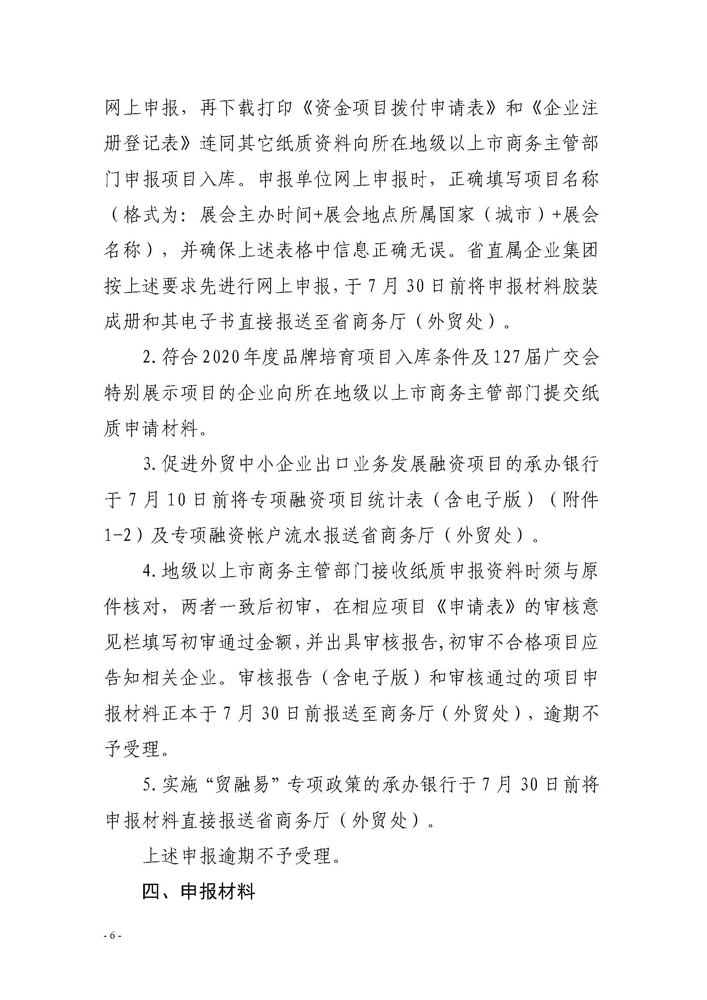 网上申报，再下载打印《资金项目拨付申请表》和《企业注
册登记表》连同其它纸质资料向所在地级以上市商务主管部
门申报项目入库。申报单位网上申报时，正确填写项目名称
（格式为：展会主办时间+展会地点所属国家（城市）+展会
名称），并确保上述表格中信息正确无误。省直属企业集团
按上述要求先进行网上申报，于 7 月 30 日前将申报材料胶装
成册和其电子书直接报送至省商务厅（外贸处）。
2.符合 2020 年度品牌培育项目入库条件及 127 届广交会
特别展示项目的企业向所在地级以上市商务主管部门提交纸
质申请材料。
3.促进外贸中小企业出口业务发展融资项目的承办银行
于 7 月 10 日前将专项融资项目统计表（含电子版）（附件
1-2）及专项融资帐户流水报送省商务厅（外贸处）。
4.地级以上市商务主管部门接收纸质申报资料时须与原
件核对，两者一致后初审，在相应项目《申请表》的审核意
见栏填写初审通过金额，并出具审核报告,初审不合格项目应
告知相关企业。审核报告（含电子版）和审核通过的项目申
报材料正本于 7 月 30 日前报送至商务厅（外贸处），逾期不
予受理。
5.实施“贸融易”专项政策的承办银行于 7 月 30 日前将
申报材料直接报送省商务厅（外贸处）。
上述申报逾期不予受理。
四、申报材料
- 6 -